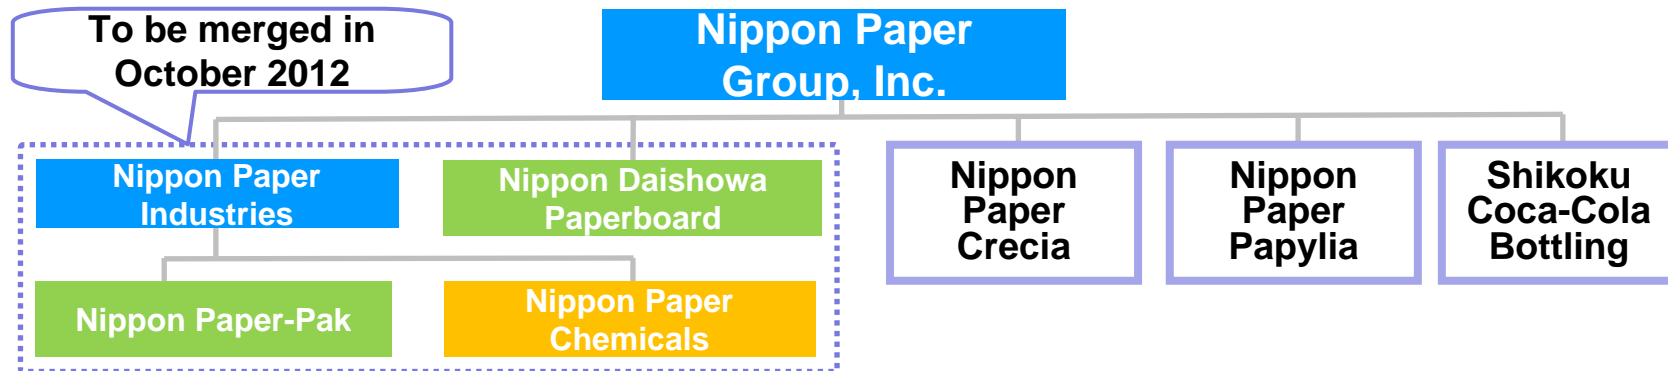 To be merged in
October 2012
Nippon Paper
Group, Inc.
Nippon Paper
Industries
Nippon Daishowa
Paperboard
Nippon
Paper
Crecia
Nippon
Paper
Papylia
Shikoku
Coca-Cola
Bottling
Nippon Paper-Pak
Nippon Paper
Chemicals